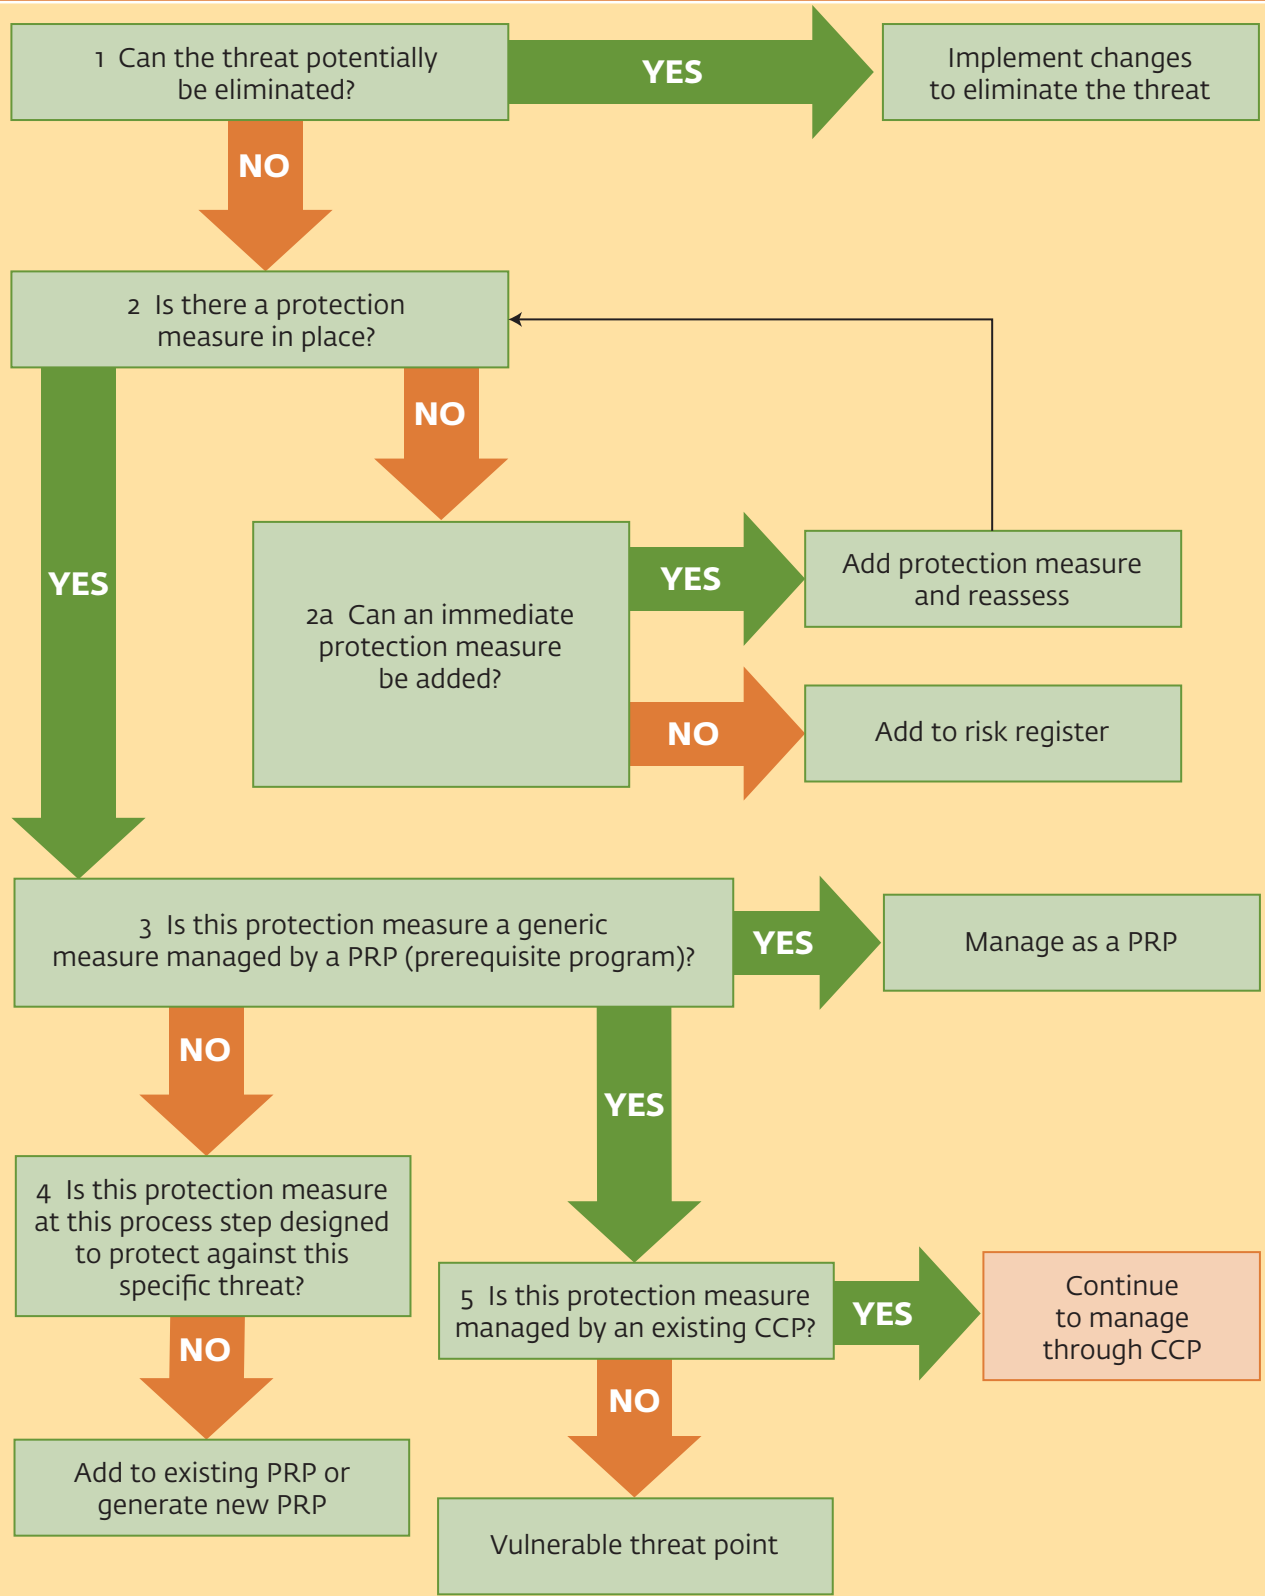 1 Can the threat potentially
be eliminated?
YES
Implement changes
to eliminate the threat
NO
2 Is there a protection
measure in place?
NO
YES
2a Can an immediate
protection measure
be added?
YES
Add protection measure
and reassess
NO
Add to risk register
3 Is this protection measure a generic
measure managed by a PRP (prerequisite program)?
YES
Manage as a PRP
NO
YES
4 Is this protection measure
at this process step designed
to protect against this
specific threat?
5 Is this protection measure
managed by an existing CCP?
YES
Continue
to manage
through CCP
NO
NO
Add to existing PRP or
generate new PRP
Vulnerable threat point